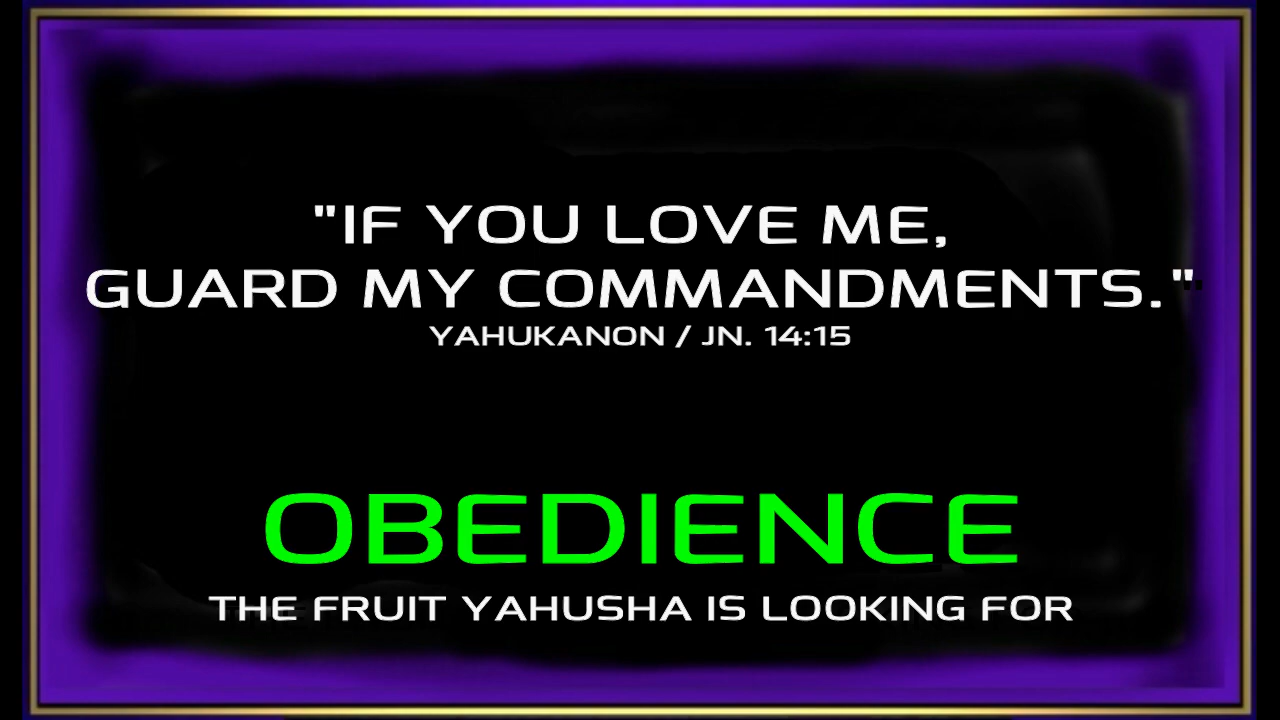 "IF YOU LOVE ME,
GUARD MY COMMANDMENTS."
YAHUKANON / JN. 14:15
OBEDIENCE
THE FRUIT YAHUSHA IS LOOKING FOR